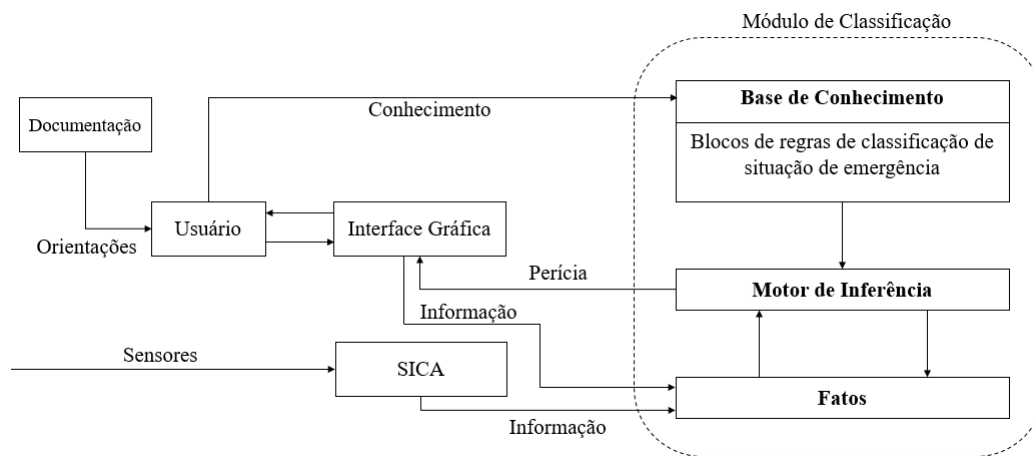 Módulo de Classificação
Base de Conhecimento
Conhecimento
Documentação
Blocos de regras de classificação de
situação de emergência
Usuário
Interface Gráfica
Orientações
Perícia
Motor de Inferência
Informação
Sensores
SICA
Fatos
Informação